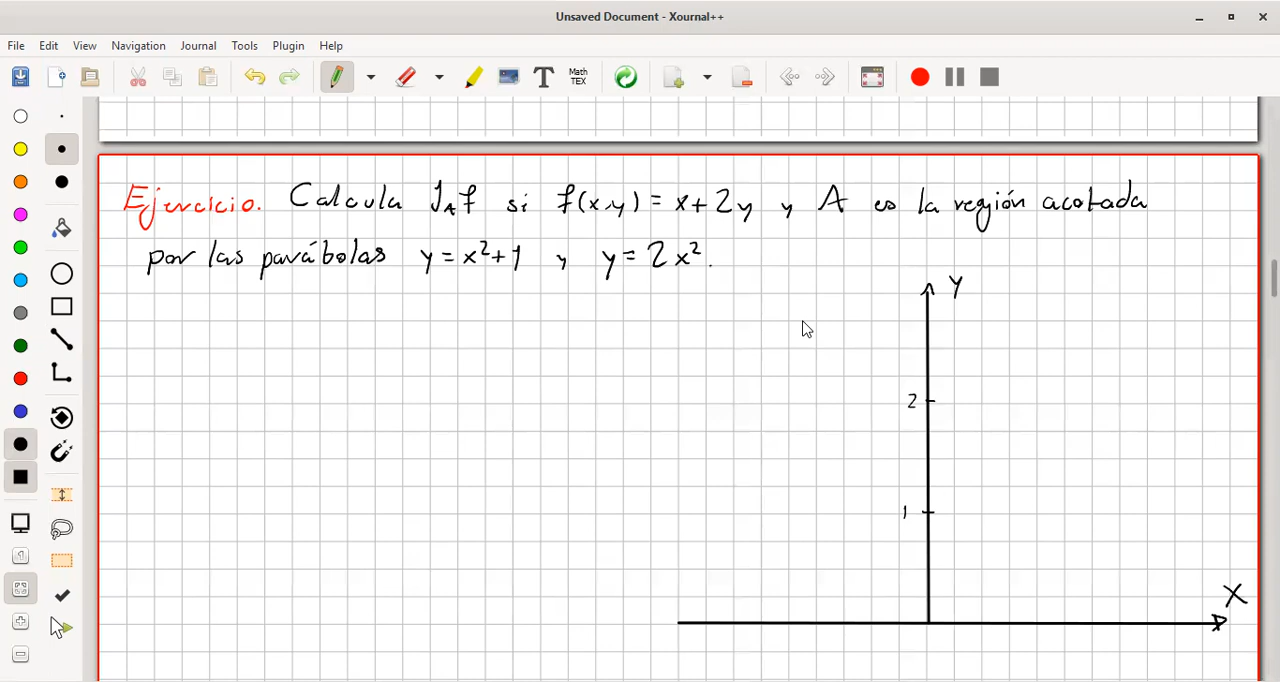 Unsaved Document - Xournal++
File Edit View Navigation Journal Tools Plugin Help
T Math TEX
Ejercicio. Calcula ∫_A f si f(x,y) = x+2y y A es la región acotada
por las parábolas y = x²+1 y y = 2x².
Y
2
1
X